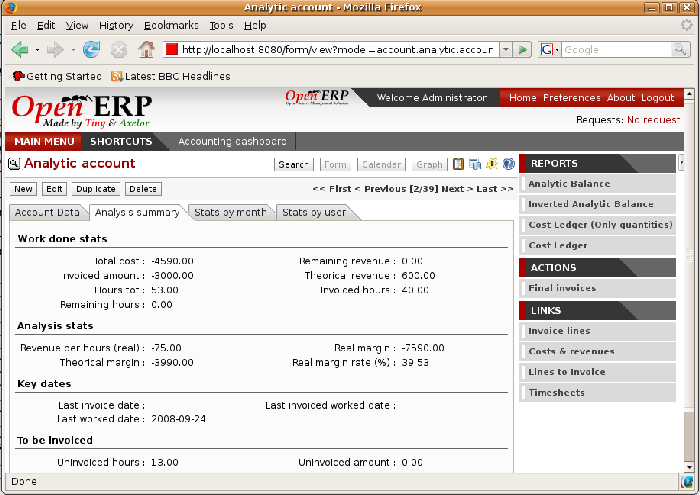 Analytic account - Mozilla Firefox
File Edit View History Bookmarks Tools Help
http://localhost 8080/form/view?mode =account.analytic.accour
G Google
Getting Started Latest BBC Headlines
Open ERP
Made by Tiny & Axelor
Open ERP
Welcome Administrator
Home Preferences About Logout
Requests: No request
MAIN MENU SHORTCUTS Accounting dashboard
Analytic account
Search Form Calendar Graph
New Edit Duplicate Delete
<< First < Previous [2/39] Next > Last >>
Account Data Analysis summary Stats by month Stats by user
Work done stats
Total cost : -4590.00 Remaining revenue : 0.00
Invoiced amount : -3000.00 Theorical revenue : 600.00
Hours tot : 53.00 Invoiced hours : 40.00
Remaining hours : 0.00
Analysis stats
Revenue per hours (real) : -75.00 Real margin : -7590.00
Theorical margin : -3990.00 Real margin rate (%) : 39.53
Key dates
Last invoice date : Last invoiced worked date :
Last worked date : 2008-09-24
To be invoiced
Uninvoiced hours : 13.00 Uninvoiced amount : 0.00
REPORTS
Analytic Balance
Inverted Analytic Balance
Cost Ledger (Only quantities)
Cost Ledger
ACTIONS
Final invoices
LINKS
Invoice lines
Costs & revenues
Lines to Invoice
Timesheets
Done